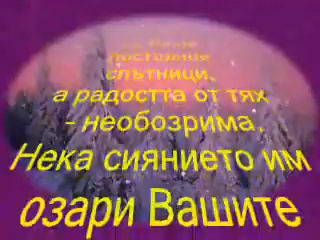 постоянни
спътници,
а радостта от тях
- необозрима.
Нека сиянието им
озари Вашите